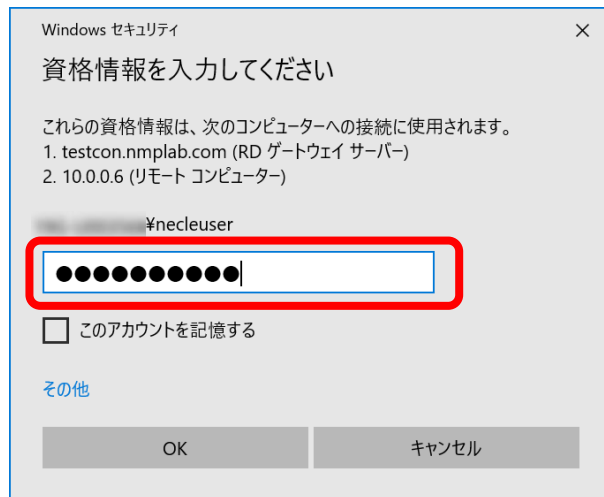 Windows セキュリティ
資格情報を入力してください
これらの資格情報は、次のコンピューターへの接続に使用されます。
1. testcon.nmplab.com (RD ゲートウェイ サーバー)
2. 10.0.0.6 (リモート コンピューター)
¥necleuser
●●●●●●●●●●
このアカウントを記憶する
その他
OK
キャンセル